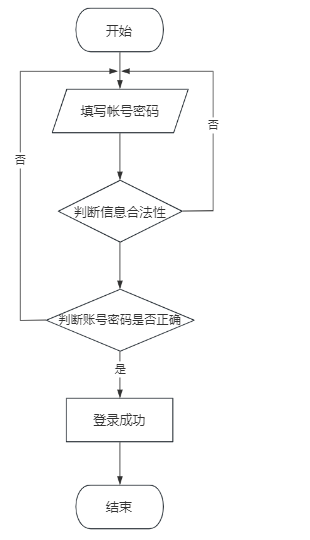 开始
填写帐号密码
否
否
判断信息合法性
判断账号密码是否正确
是
登录成功
结束